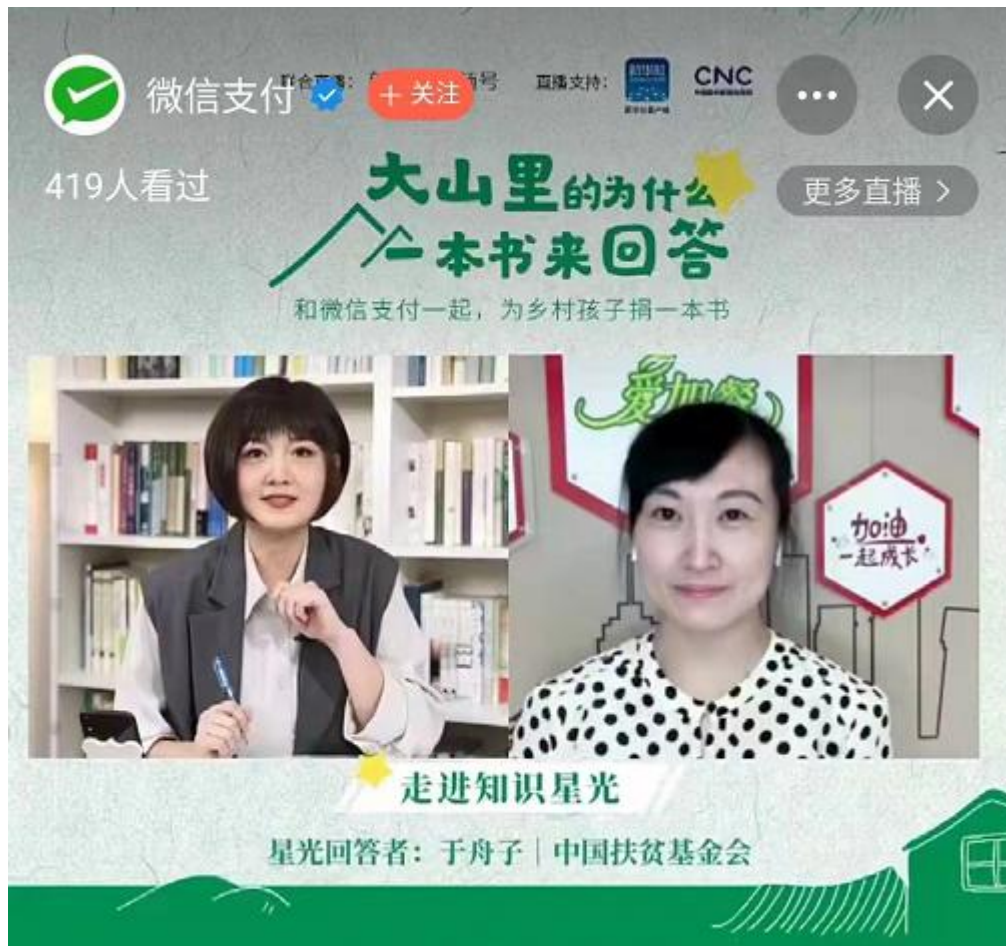 微信支付
+ 关注
直播支持：
CNC
419人看过
更多直播 >
大山里的为什么
一本书来回答
和微信支付一起，为乡村孩子捐一本书
爱加餐
加油
一起成长
走进知识星光
星光回答者：于舟子｜中国扶贫基金会